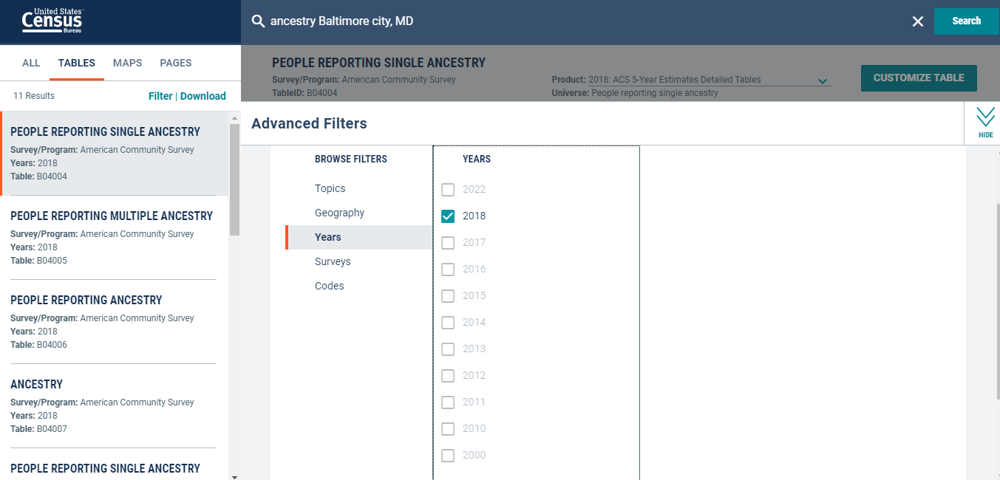 United States™
Census
Bureau
ancestry Baltimore city, MD
Search
ALL TABLES MAPS PAGES
11 Results
Filter | Download
PEOPLE REPORTING SINGLE ANCESTRY
Survey/Program: American Community Survey
Years: 2018
Table: B04004
PEOPLE REPORTING MULTIPLE ANCESTRY
Survey/Program: American Community Survey
Years: 2018
Table: B04005
PEOPLE REPORTING ANCESTRY
Survey/Program: American Community Survey
Years: 2018
Table: B04006
ANCESTRY
Survey/Program: American Community Survey
Years: 2018
Table: B04007
PEOPLE REPORTING SINGLE ANCESTRY
PEOPLE REPORTING SINGLE ANCESTRY
Survey/Program: American Community Survey
TableID: B04004
Product: 2018: ACS 5-Year Estimates Detailed Tables
Universe: People reporting single ancestry
CUSTOMIZE TABLE
Advanced Filters
HIDE
BROWSE FILTERS
Topics
Geography
Years
Surveys
Codes
YEARS
2022
2018
2017
2016
2015
2014
2013
2012
2011
2010
2000